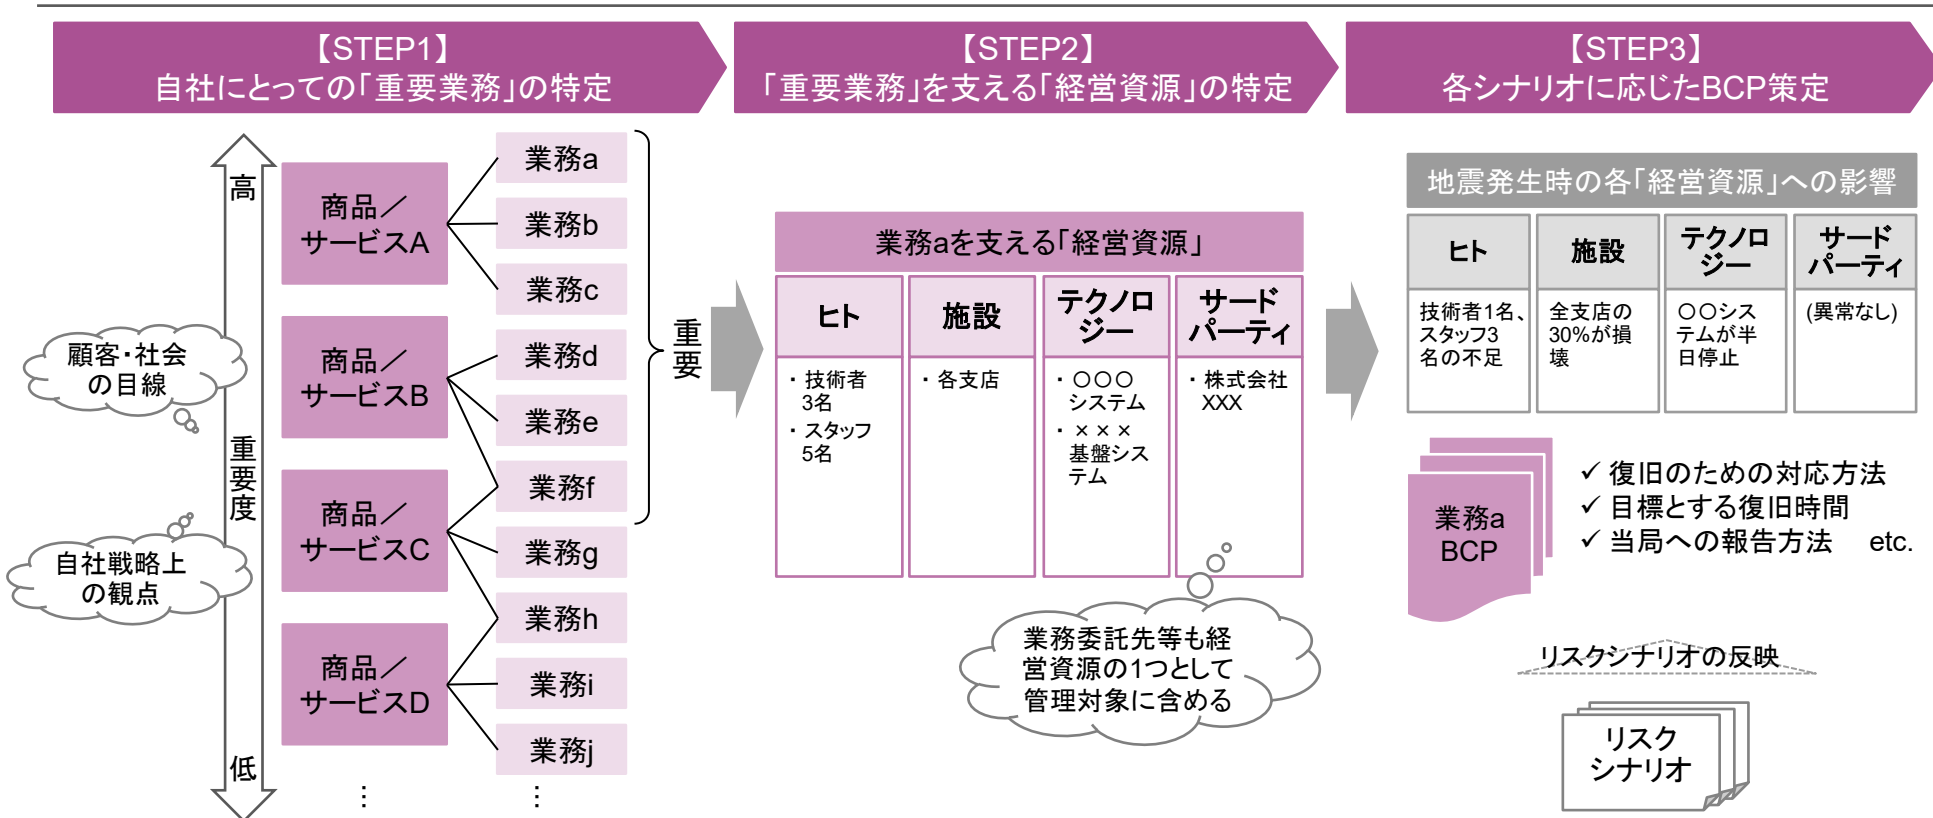 【STEP1】
自社にとっての「重要業務」の特定
【STEP2】
「重要業務」を支える「経営資源」の特定
【STEP3】
各シナリオに応じたBCP策定
高
重要度
低
顧客・社会
の目線
自社戦略上
の観点
商品／
サービスA
商品／
サービスB
商品／
サービスC
商品／
サービスD
⋮
業務a
業務b
業務c
業務d
業務e
業務f
業務g
業務h
業務i
業務j
⋮
重要
業務aを支える「経営資源」
ヒト
施設
テクノロ
ジー
サード
パーティ
・ 技術者
3名
・ スタッフ
5名
・ 各支店
・ 〇〇〇
システム
・ ×××
基盤シス
テム
・ 株式会社
XXX
業務委託先等も経
営資源の1つとして
管理対象に含める
地震発生時の各「経営資源」への影響
ヒト
施設
テクノロ
ジー
サード
パーティ
技術者1名、
スタッフ3
名の不足
全支店の
30%が損
壊
〇〇シス
テムが半
日停止
(異常なし)
業務a
BCP
✓ 復旧のための対応方法
✓ 目標とする復旧時間
✓ 当局への報告方法 etc.
リスクシナリオの反映
リスク
シナリオ